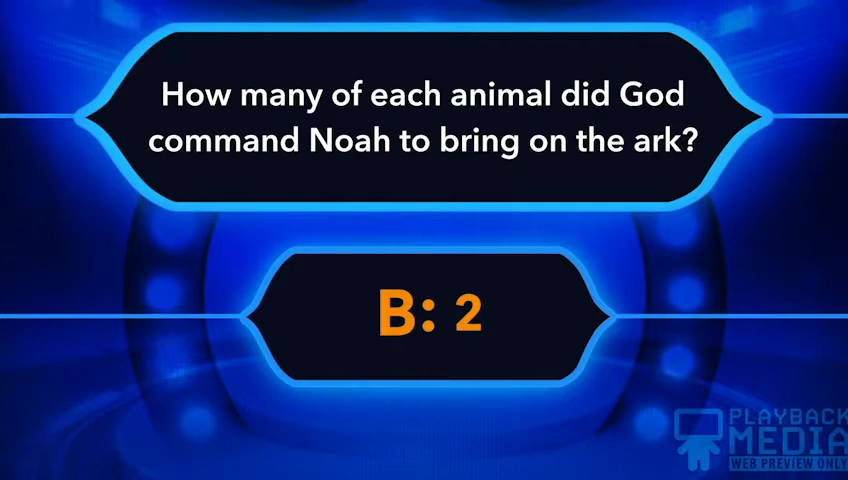 How many of each animal did God
command Noah to bring on the ark?
B: 2
PLAYBACK
MEDIA
WEB PREVIEW ONLY